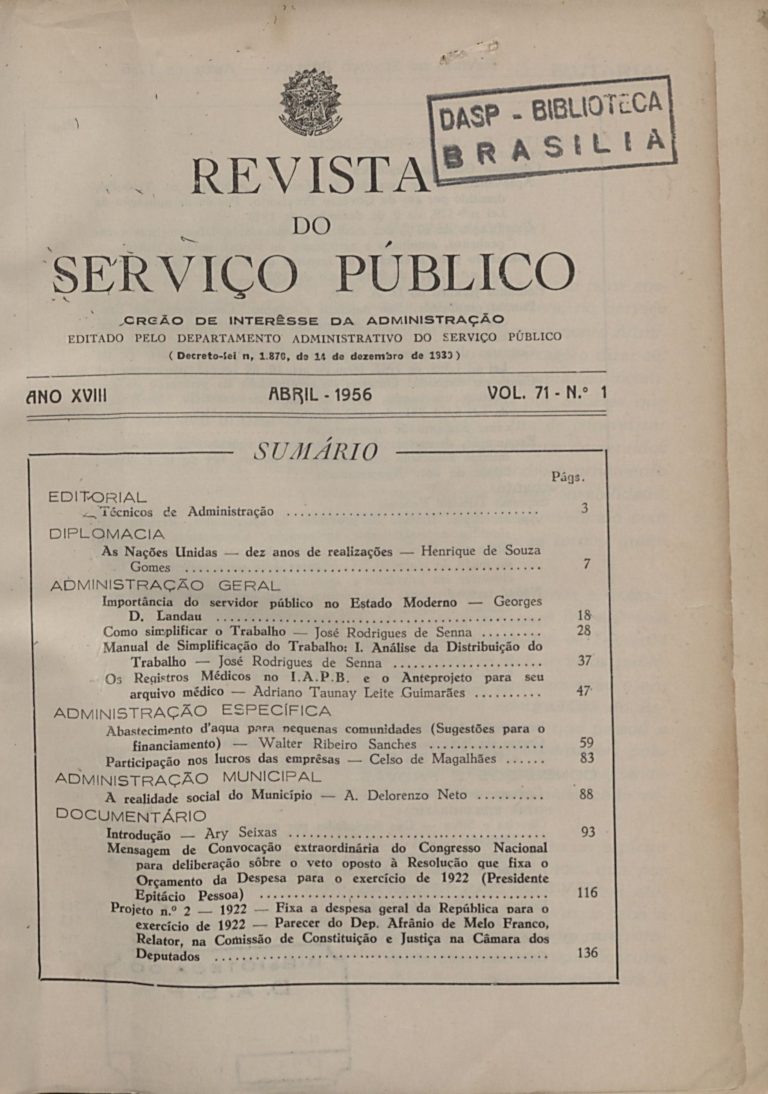 DASP - BIBLIOTECA
BRASILIA
REVISTA
DO
SERVIÇO PÚBLICO
ORGÃO DE INTERÊSSE DA ADMINISTRAÇÃO
EDITADO PELO DEPARTAMENTO ADMINISTRATIVO DO SERVIÇO PÚBLICO
( Decreto-lei n, 1.870, de 14 de dezembro de 1933 )
ANO XVIII ABRIL - 1956 VOL. 71 - N.º 1
SUMÁRIO
Págs.
EDITORIAL
Técnicos de Administração .................................... 3
DIPLOMACIA
As Nações Unidas — dez anos de realizações — Henrique de Souza
Gomes .................................................. 7
ADMINISTRAÇÃO GERAL
Importância do servidor público no Estado Moderno — Georges
D. Landau .............................................. 18
Como simplificar o Trabalho — José Rodrigues de Senna ......... 28
Manual de Simplificação do Trabalho: I. Análise da Distribuição do
Trabalho — José Rodrigues de Senna ...................... 37
Os Registros Médicos no I.A.P.B. e o Anteprojeto para seu
arquivo médico — Adriano Taunay Leite Guimarães .......... 47
ADMINISTRAÇÃO ESPECÍFICA
Abastecimento d'agua para pequenas comunidades (Sugestões para o
financiamento) — Walter Ribeiro Sanches ................. 59
Participação nos lucros das emprêsas — Celso de Magalhães ...... 83
ADMINISTRAÇÃO MUNICIPAL
A realidade social do Município — A. Delorenzo Neto .......... 88
DOCUMENTÁRIO
Introdução — Ary Seixas ..................................... 93
Mensagem de Convocação extraordinária do Congresso Nacional
para deliberação sôbre o veto oposto à Resolução que fixa o
Orçamento da Despesa para o exercício de 1922 (Presidente
Epitácio Pessoa) ......................................... 116
Projeto n.º 2 — 1922 — Fixa a despesa geral da República para o
exercício de 1922 — Parecer do Dep. Afrânio de Melo Franco,
Relator, na Comissão de Constituição e Justiça na Câmara dos
Deputados ................................................ 136